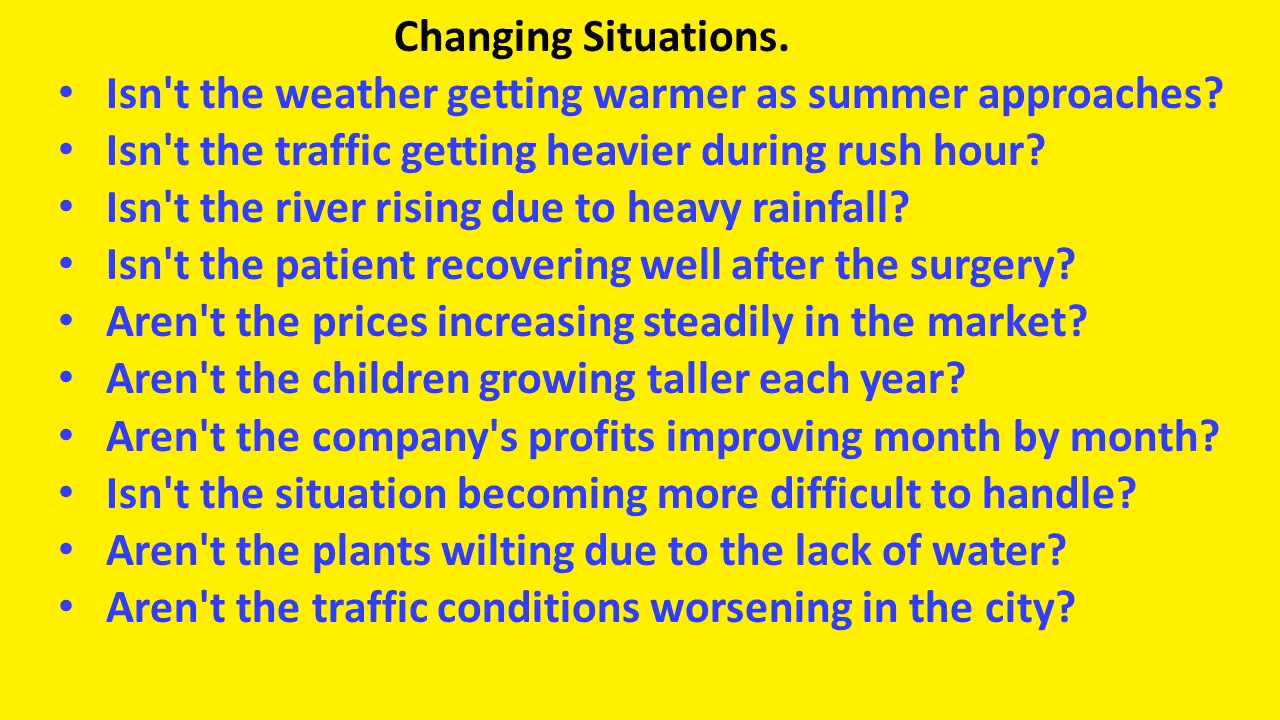 Changing Situations.
• Isn't the weather getting warmer as summer approaches?
• Isn't the traffic getting heavier during rush hour?
• Isn't the river rising due to heavy rainfall?
• Isn't the patient recovering well after the surgery?
• Aren't the prices increasing steadily in the market?
• Aren't the children growing taller each year?
• Aren't the company's profits improving month by month?
• Isn't the situation becoming more difficult to handle?
• Aren't the plants wilting due to the lack of water?
• Aren't the traffic conditions worsening in the city?